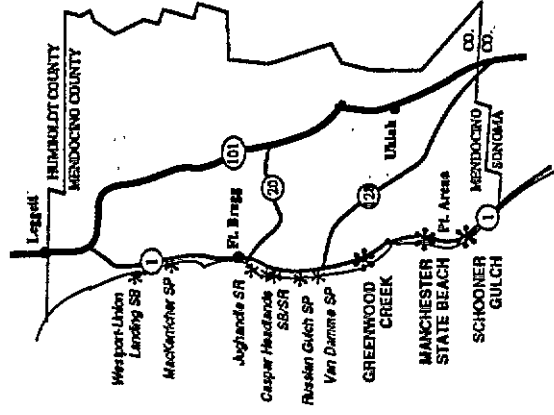 Leggett
HUMBOLDT COUNTY
MENDOCINO COUNTY
101
1
Westport-Union
Landing SB
MacKerricher SP
Ft. Bragg
20
Jughandle SR
Caspar Headlands
SB/SR
Russian Gulch SP
Van Damme SP
128
Ukiah
GREENWOOD
CREEK
MANCHESTER
STATE BEACH
Pt. Arena
SCHOONER
GULCH
1
MENDOCINO
SONOMA
CO.
CO.